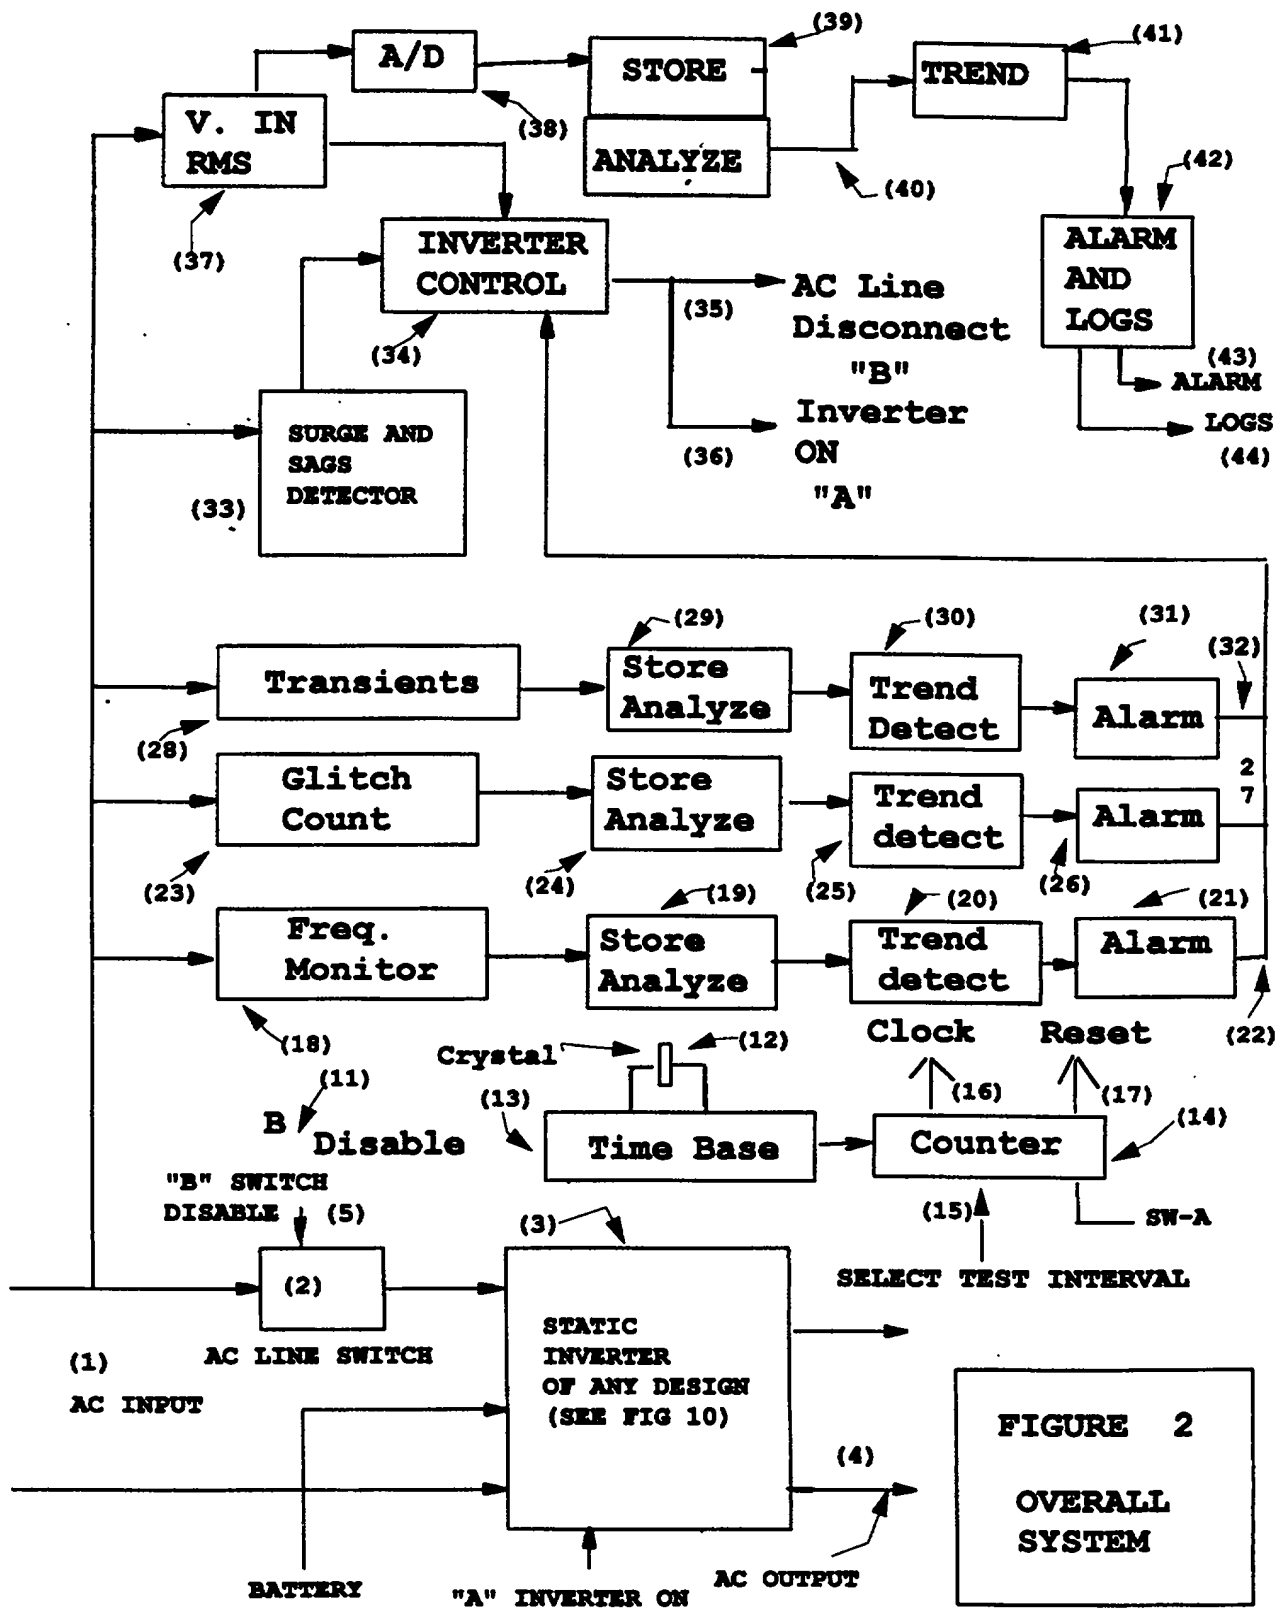 (39)
(41)
A/D
STORE
TREND
(38)
V. IN
RMS
ANALYZE
(40)
(42)
(37)
INVERTER
CONTROL
ALARM
AND
LOGS
AC Line
Disconnect
"B"
(35)
(34)
(43)
ALARM
Inverter
ON
"A"
(36)
LOGS
(44)
SURGE AND
SAGS
DETECTOR
(33)
(29)
(30)
(31)
(32)
Transients
Store
Analyze
Trend
Detect
Alarm
(28)
2
7
Glitch
Count
Store
Analyze
Trend
detect
Alarm
(23)
(24)
(25)
(26)
(19)
(20)
(21)
Freq.
Monitor
Store
Analyze
Trend
detect
Alarm
(18)
(22)
Clock
Reset
Crystal
(12)
(11)
(13)
(16)
(17)
B
Disable
Time Base
Counter
(14)
"B" SWITCH
DISABLE
(5)
(3)
(15)
SW-A
SELECT TEST INTERVAL
(2)
AC LINE SWITCH
(1)
AC INPUT
STATIC
INVERTER
OF ANY DESIGN
(SEE FIG 10)
(4)
FIGURE 2
OVERALL
SYSTEM
BATTERY
"A" INVERTER ON
AC OUTPUT